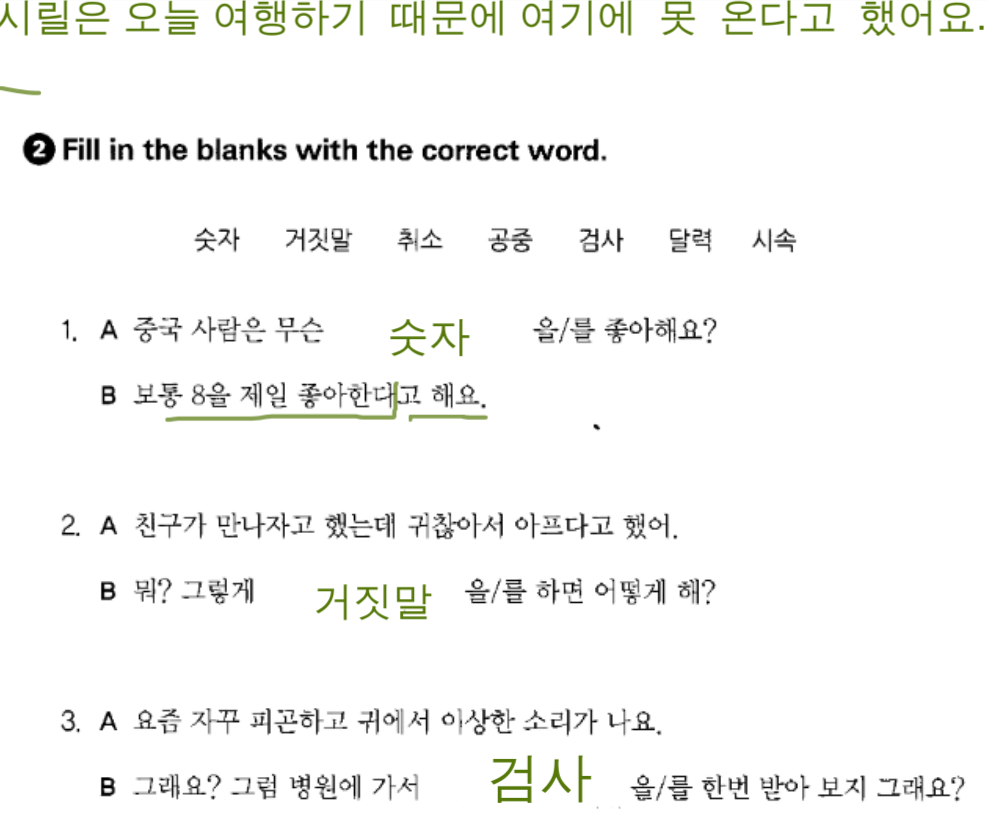 시릴은 오늘 여행하기 때문에 여기에 못 온다고 했어요.
2 Fill in the blanks with the correct word.
숫자 거짓말 취소 공중 검사 달력 시속
1. A 중국 사람은 무슨 숫자 을/를 좋아해요?
B 보통 8을 제일 좋아한다고 해요.
2. A 친구가 만나자고 했는데 귀찮아서 아프다고 했어.
B 뭐? 그렇게 거짓말 을/를 하면 어떻게 해?
3. A 요즘 자꾸 피곤하고 귀에서 이상한 소리가 나요.
B 그래요? 그럼 병원에 가서 검사 을/를 한번 받아 보지 그래요?